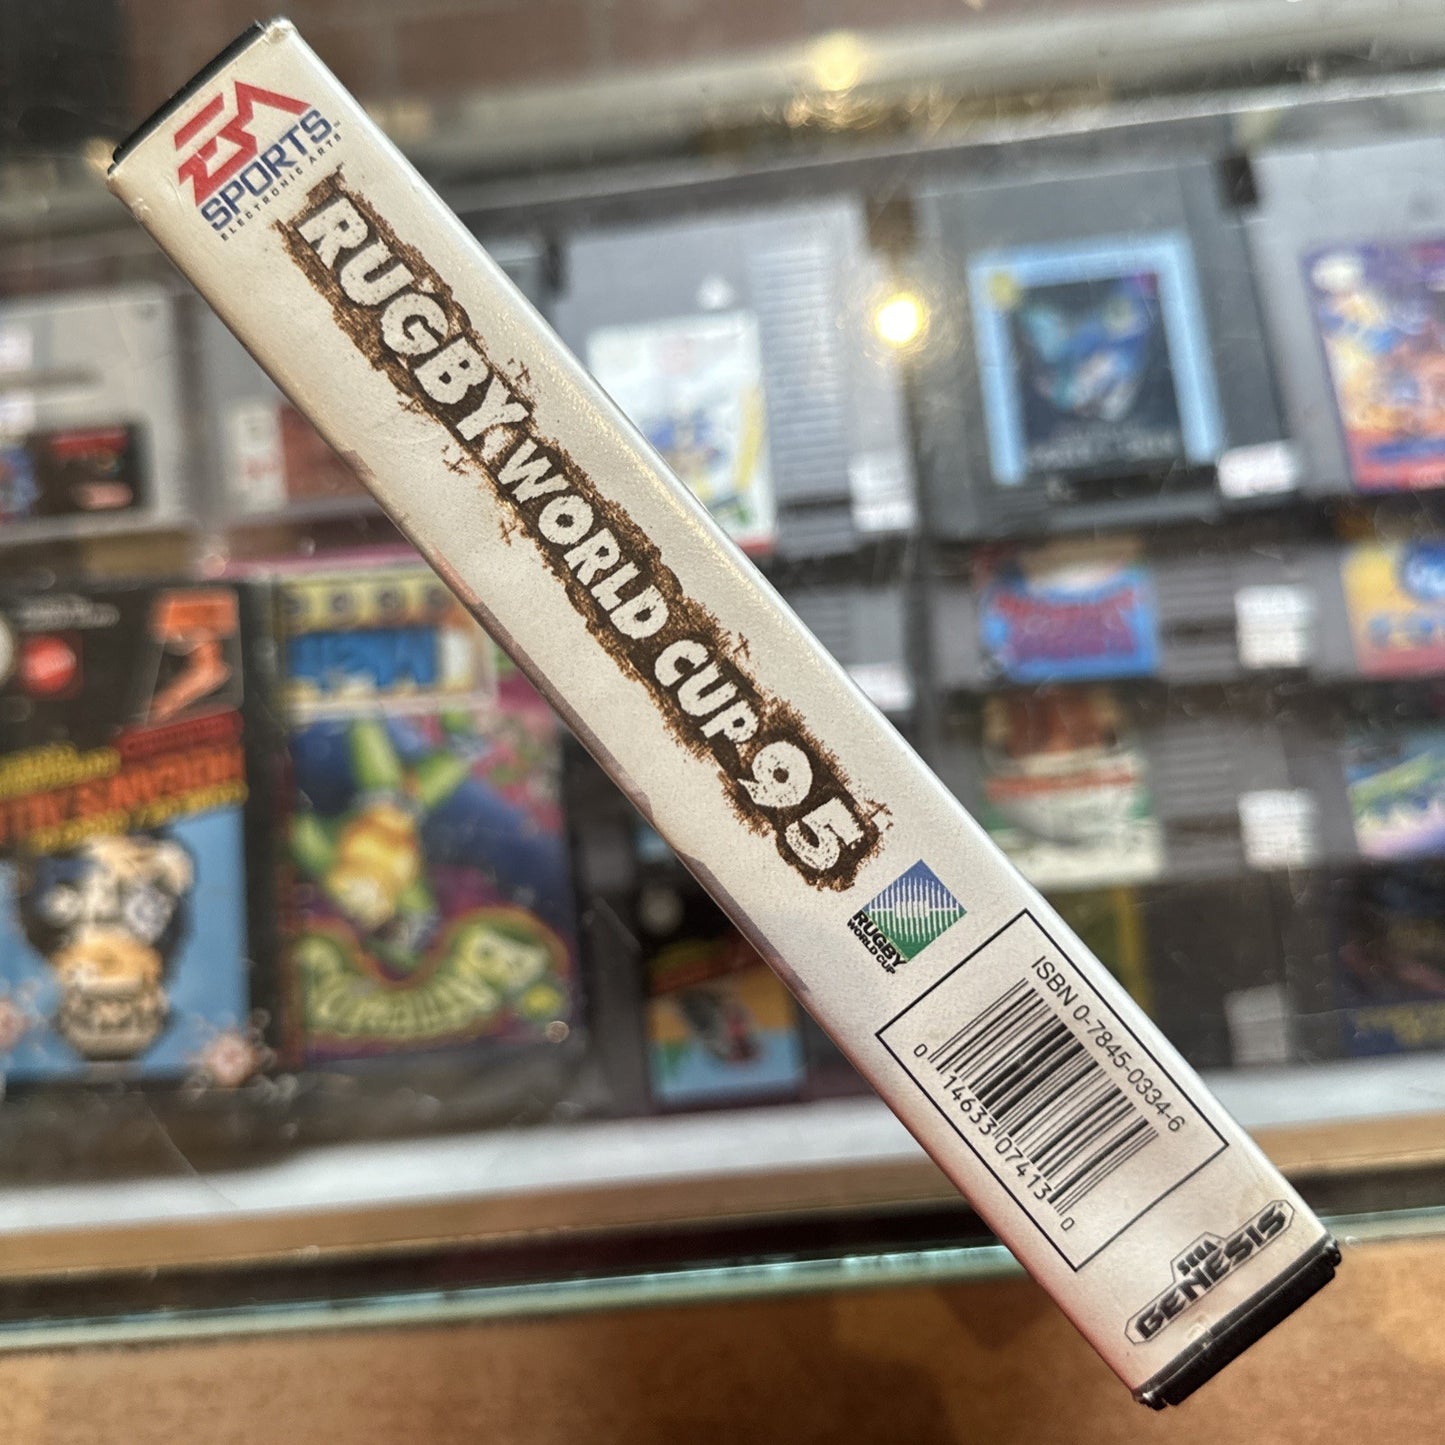 EA
SPORTS™
ELECTRONIC ARTS
RUGBY WORLD CUP 95
RUGBY
WORLD CUP
ISBN 0-7845-0334-6
0 14633 07413 0
SEGA
GENESIS